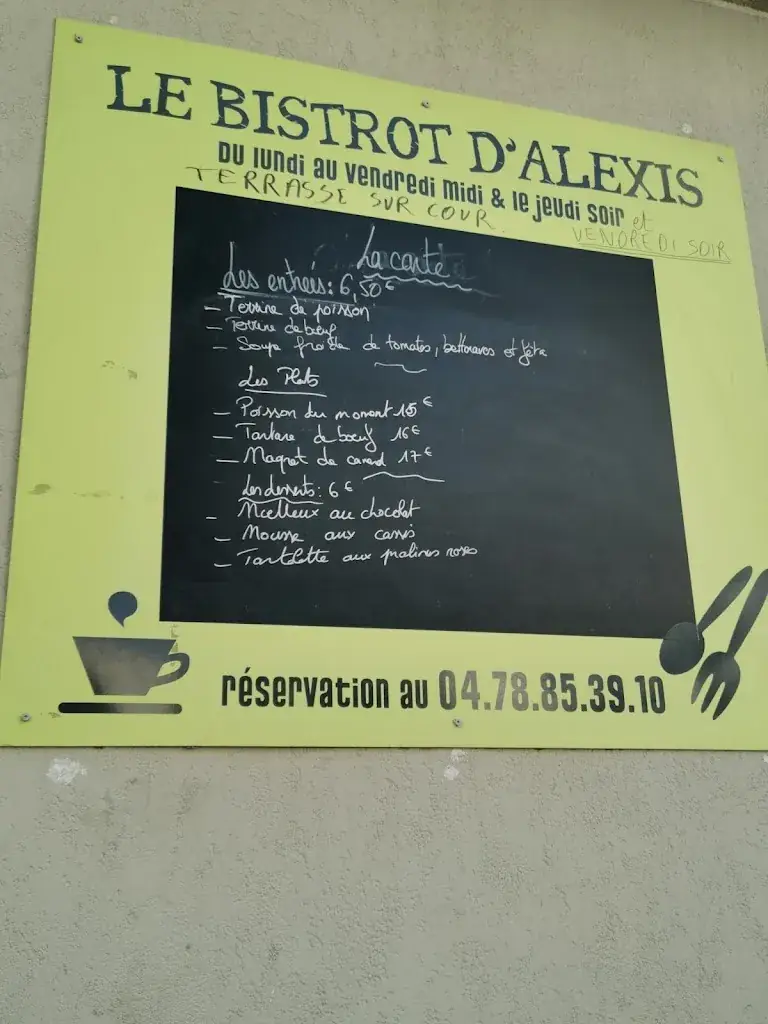 LE BISTROT D'ALEXIS
DU lUNDi AU VENDREDi MiDi & lE jEUDi SOiR et
TERRASSE SUR COUR. VENDREDI SOIR
La carte
Les entrées: 6,50€
– Terrine de poisson
– Terrine de bœuf
– Soupe froide de tomates, betteraves et féta
Les Plats
– Poisson du moment 15€
– Tartare de bœuf 16€
– Magret de canard 17€
Les desserts: 6€
– Moelleux au chocolat
– Mousse aux cassis
– Tartelette aux pralines roses
réservation au 04.78.85.39.10